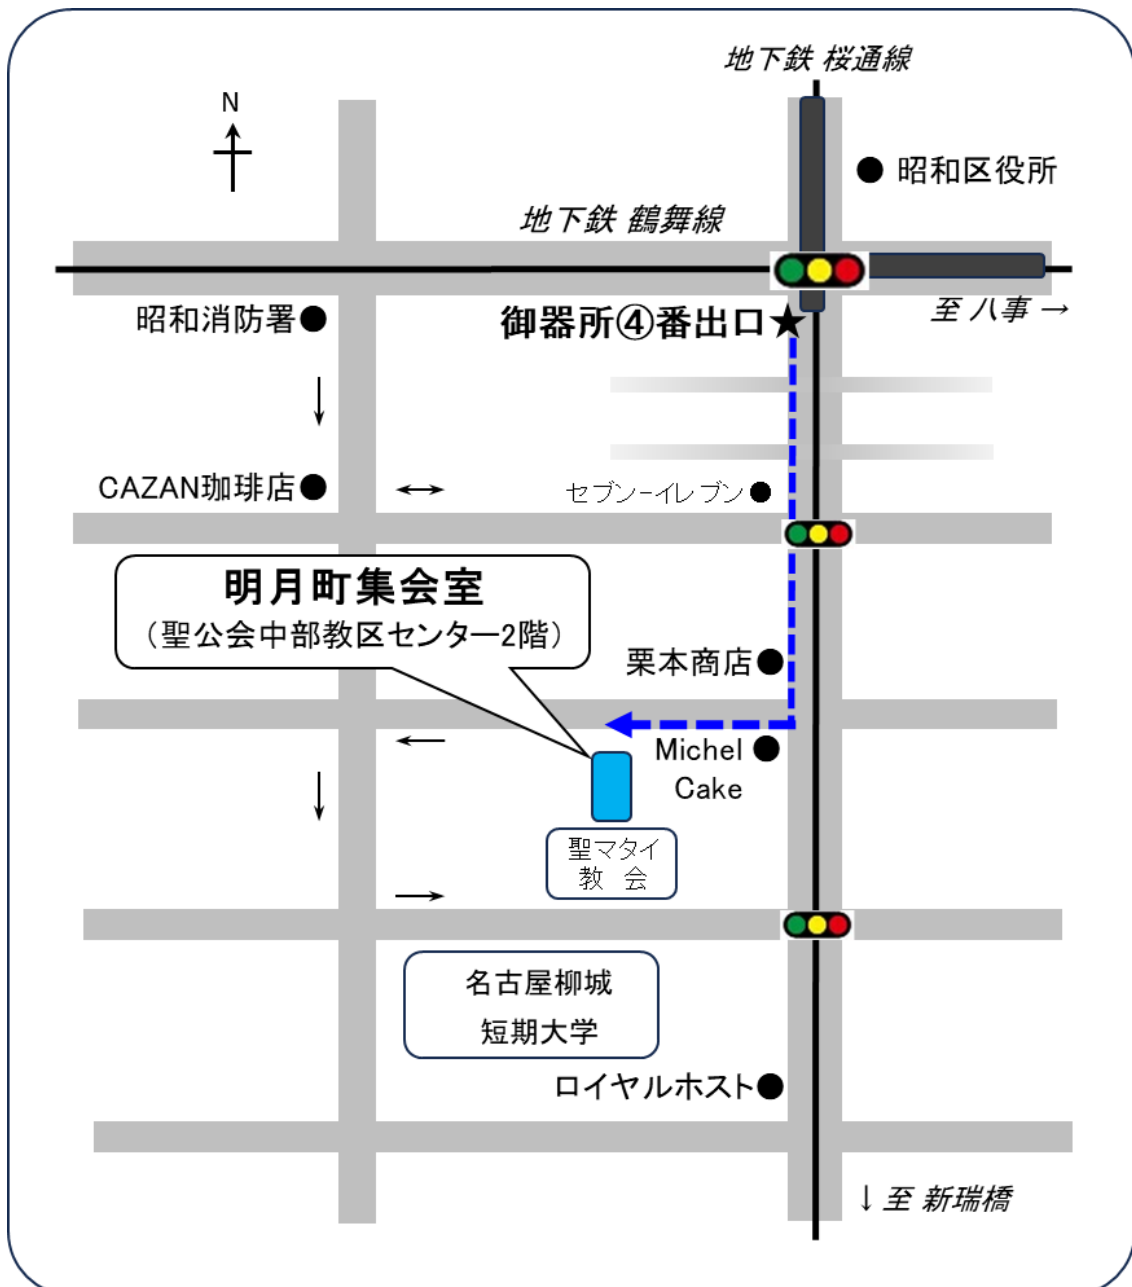 地下鉄 桜通線
N
昭和区役所
地下鉄 鶴舞線
至 八事 →
昭和消防署
御器所④番出口★
CAZAN珈琲店
セブン-イレブン
明月町集会室
(聖公会中部教区センター2階)
栗本商店
Michel
Cake
聖マタイ
教 会
名古屋柳城
短期大学
ロイヤルホスト
↓至 新瑞橋